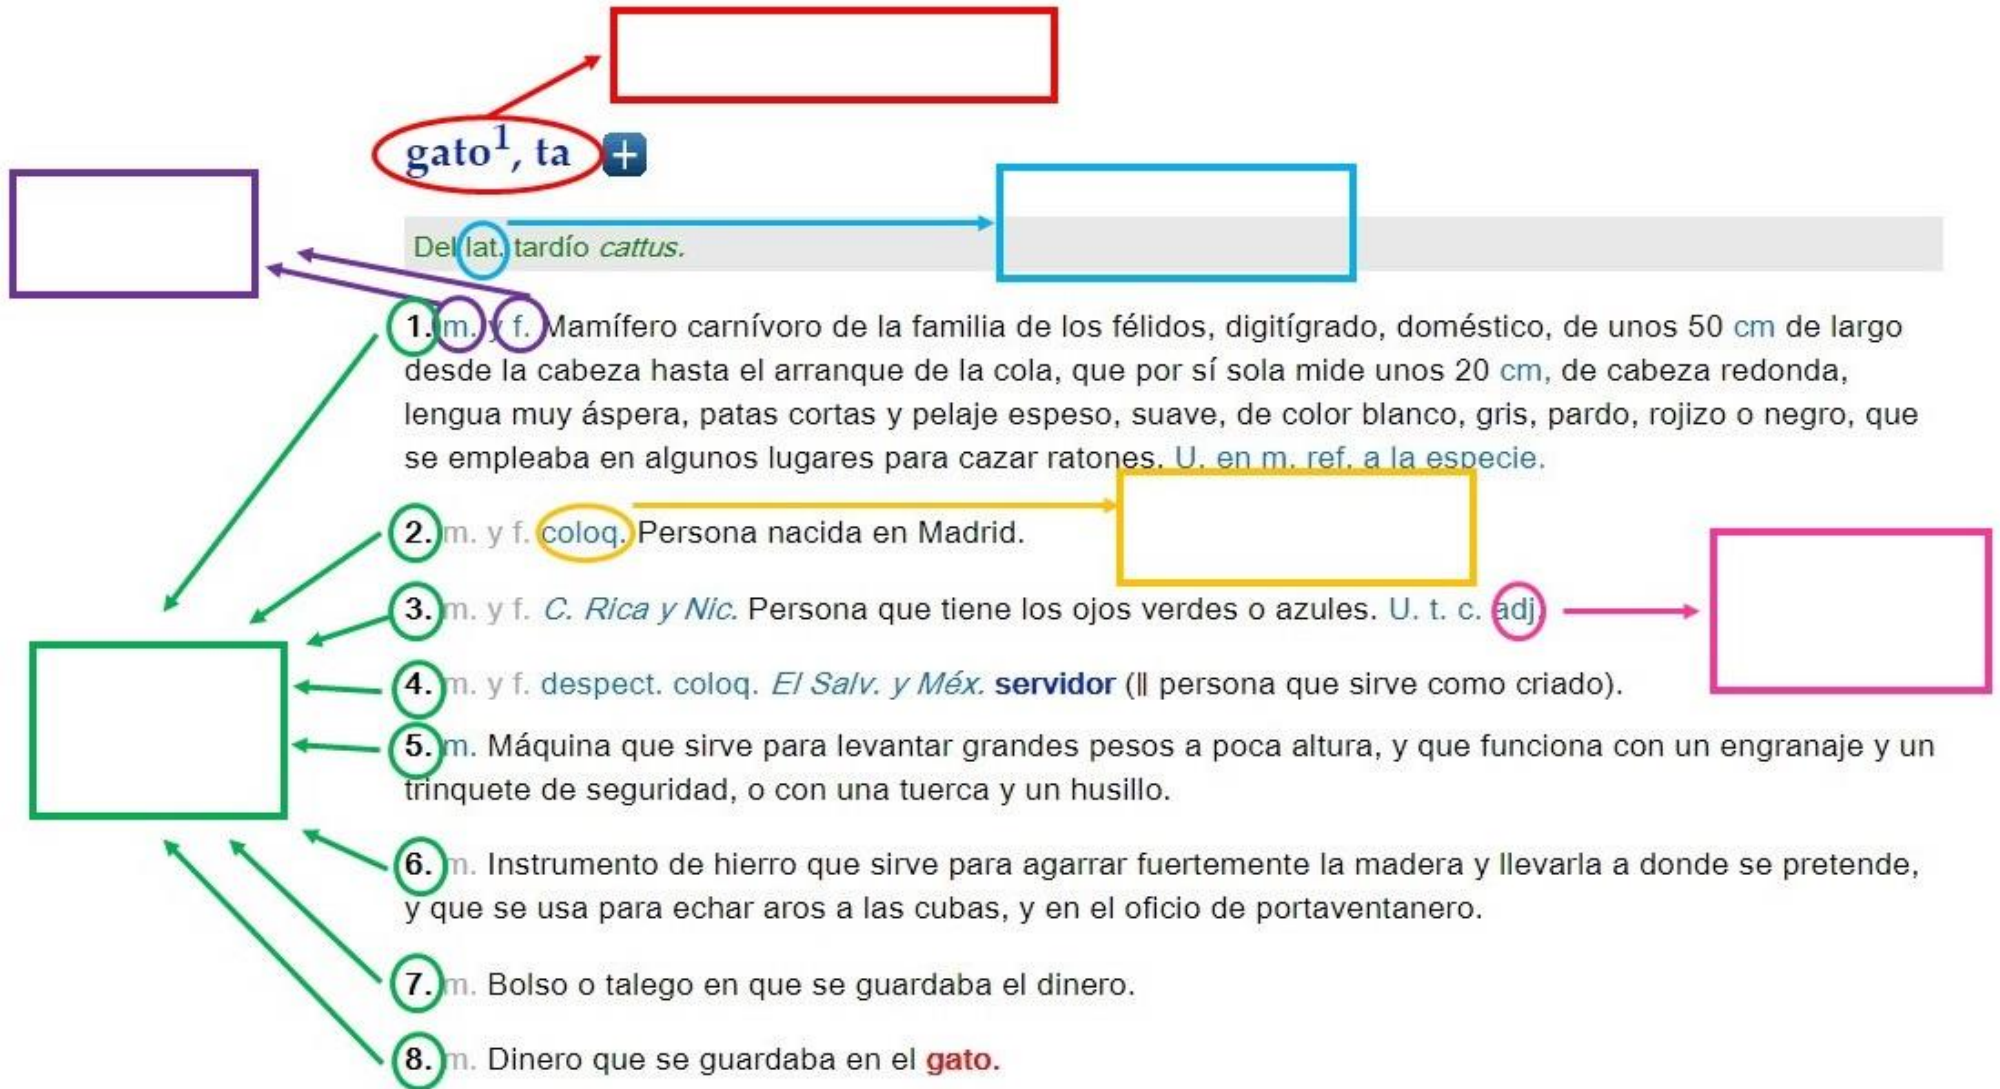 gato¹, ta +
Del lat. tardío cattus.
1. m. y f. Mamífero carnívoro de la familia de los félidos, digitígrado, doméstico, de unos 50 cm de largo
desde la cabeza hasta el arranque de la cola, que por sí sola mide unos 20 cm, de cabeza redonda,
lengua muy áspera, patas cortas y pelaje espeso, suave, de color blanco, gris, pardo, rojizo o negro, que
se empleaba en algunos lugares para cazar ratones. U. en m. ref. a la especie.
2. m. y f. coloq. Persona nacida en Madrid.
3. m. y f. C. Rica y Nic. Persona que tiene los ojos verdes o azules. U. t. c. adj.
4. m. y f. despect. coloq. El Salv. y Méx. servidor (‖ persona que sirve como criado).
5. m. Máquina que sirve para levantar grandes pesos a poca altura, y que funciona con un engranaje y un
trinquete de seguridad, o con una tuerca y un husillo.
6. m. Instrumento de hierro que sirve para agarrar fuertemente la madera y llevarla a donde se pretende,
y que se usa para echar aros a las cubas, y en el oficio de portaventanero.
7. m. Bolso o talego en que se guardaba el dinero.
8. m. Dinero que se guardaba en el gato.